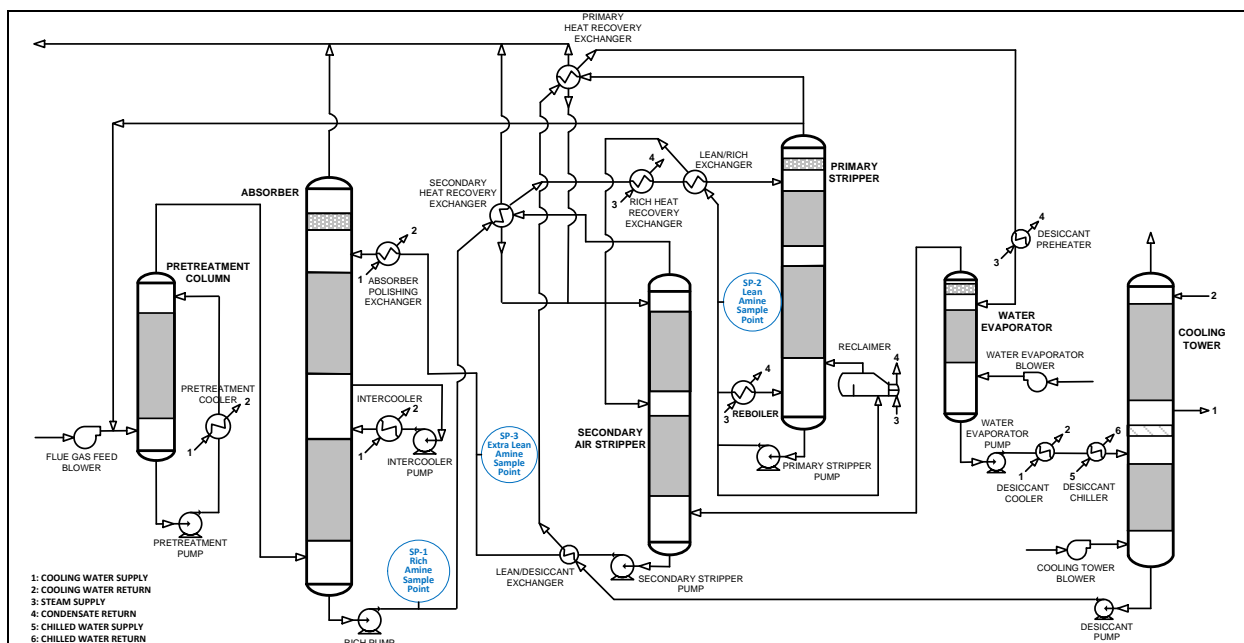 PRIMARY
HEAT RECOVERY
EXCHANGER
ABSORBER
SECONDARY
HEAT RECOVERY
EXCHANGER
4
3
RICH HEAT
RECOVERY
EXCHANGER
LEAN/RICH
EXCHANGER
PRIMARY
STRIPPER
4
3
DESICCANT
PREHEATER
2
1
ABSORBER
POLISHING
EXCHANGER
PRETREATMENT
COLUMN
SP-2
Lean
Amine
Sample
Point
WATER
EVAPORATOR
2
COOLING
TOWER
1
RECLAIMER
4
3
WATER EVAPORATOR
BLOWER
PRETREATMENT
COOLER
2
1
INTERCOOLER
2
1
INTERCOOLER
PUMP
4
3
REBOILER
SECONDARY
AIR STRIPPER
FLUE GAS FEED
BLOWER
SP-3
Extra Lean
Amine
Sample
Point
PRIMARY STRIPPER
PUMP
WATER
EVAPORATOR
PUMP
2
1
DESICCANT
COOLER
6
5
DESICCANT
CHILLER
PRETREATMENT
PUMP
SP-1
Rich
Amine
Sample
Point
LEAN/DESICCANT
EXCHANGER
SECONDARY STRIPPER
PUMP
COOLING TOWER
BLOWER
DESICCANT
PUMP
RICH PUMP
1: COOLING WATER SUPPLY
2: COOLING WATER RETURN
3: STEAM SUPPLY
4: CONDENSATE RETURN
5: CHILLED WATER SUPPLY
6: CHILLED WATER RETURN